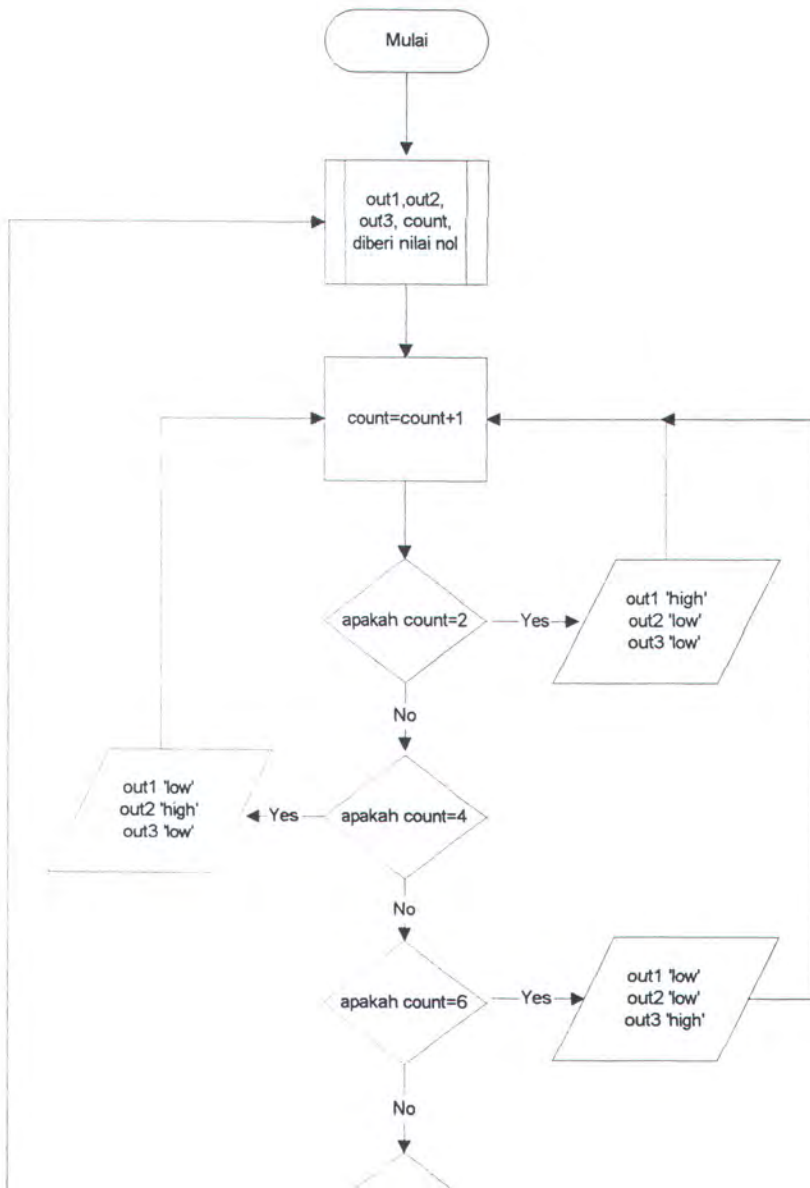 Mulai
out1,out2,
out3, count,
diberi nilai nol
count=count+1
apakah count=2
Yes
out1 'high'
out2 'low'
out3 'low'
No
out1 'low'
out2 'high'
out3 'low'
Yes
apakah count=4
No
apakah count=6
Yes
out1 'low'
out2 'low'
out3 'high'
No